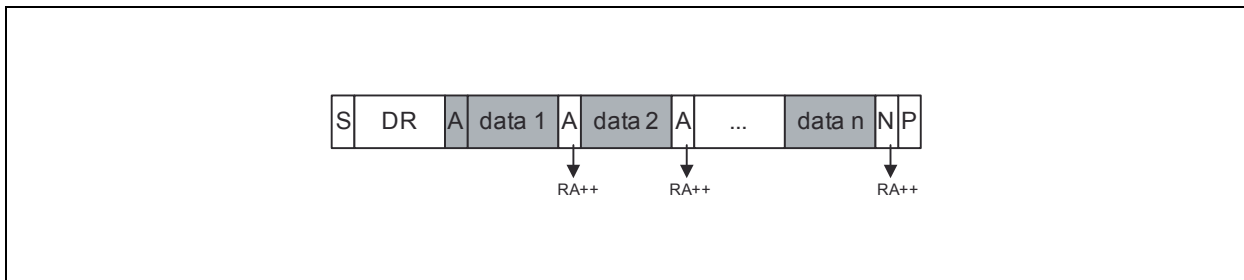 S DR A data 1 A data 2 A ... data n N P
RA++ RA++ RA++